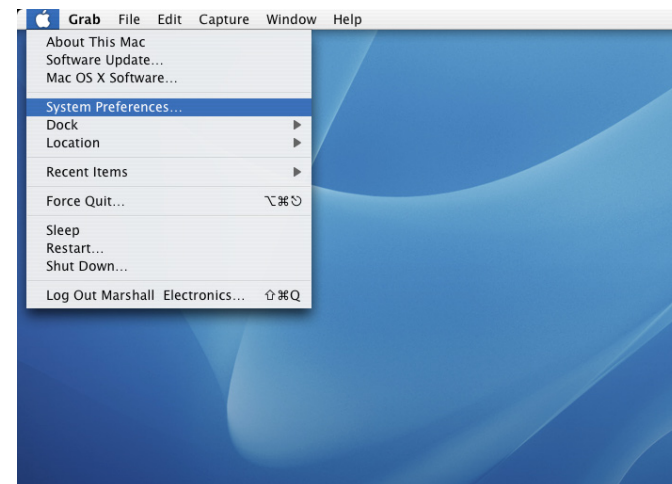 Grab File Edit Capture Window Help
About This Mac
Software Update...
Mac OS X Software...
System Preferences...
Dock
Location
Recent Items
Force Quit... ⌥⌘⎋
Sleep
Restart...
Shut Down...
Log Out Marshall Electronics... ⇧⌘Q